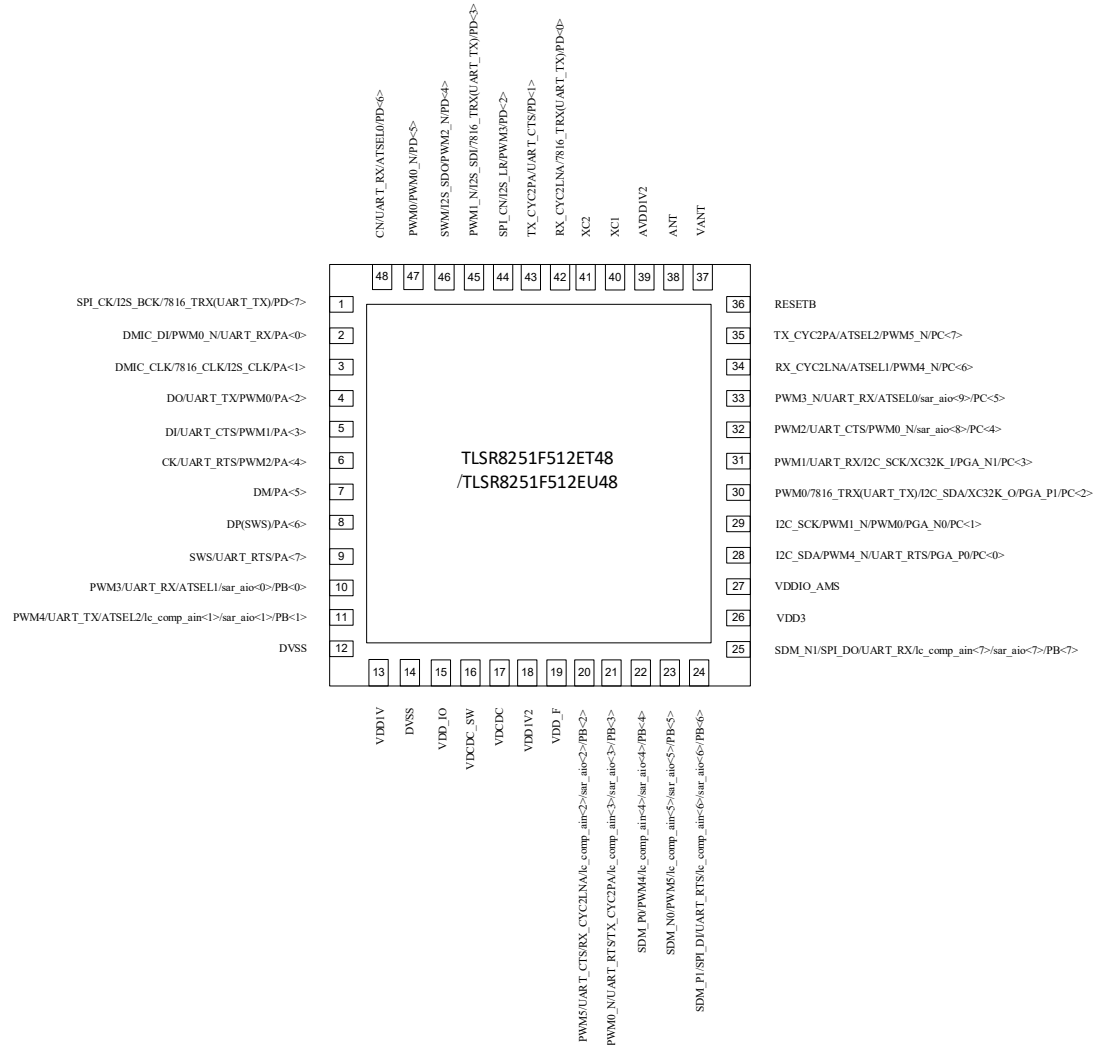 CN/UART_RX/ATSEL0/PD<6>
PWM0/PWM0_N/PD<5>
SWM/I2S_SDO/PWM2_N/PD<4>
PWM1_N/I2S_SDI/7816_TRX(UART_TX)/PD<3>
SPI_CN/I2S_LR/PWM3/PD<2>
TX_CYC2PA/UART_CTS/PD<1>
RX_CYC2LNA/7816_TRX(UART_TX)/PD<0>
XC2
XC1
AVDD1V2
ANT
VANT
48 47 46 45 44 43 42 41 40 39 38 37
SPI_CK/I2S_BCK/7816_TRX(UART_TX)/PD<7> 1
DMIC_DI/PWM0_N/UART_RX/PA<0> 2
DMIC_CLK/7816_CLK/I2S_CLK/PA<1> 3
DO/UART_TX/PWM0/PA<2> 4
DI/UART_CTS/PWM1/PA<3> 5
CK/UART_RTS/PWM2/PA<4> 6
DM/PA<5> 7
DP(SWS)/PA<6> 8
SWS/UART_RTS/PA<7> 9
PWM3/UART_RX/ATSEL1/sar_aio<0>/PB<0> 10
PWM4/UART_TX/ATSEL2/lc_comp_ain<1>/sar_aio<1>/PB<1> 11
DVSS 12
TLSR8251F512ET48
/TLSR8251F512EU48
36 RESETB
35 TX_CYC2PA/ATSEL2/PWM5_N/PC<7>
34 RX_CYC2LNA/ATSEL1/PWM4_N/PC<6>
33 PWM3_N/UART_RX/ATSEL0/sar_aio<9>/PC<5>
32 PWM2/UART_CTS/PWM0_N/sar_aio<8>/PC<4>
31 PWM1/UART_RX/I2C_SCK/XC32K_I/PGA_N1/PC<3>
30 PWM0/7816_TRX(UART_TX)/I2C_SDA/XC32K_O/PGA_P1/PC<2>
29 I2C_SCK/PWM1_N/PWM0/PGA_N0/PC<1>
28 I2C_SDA/PWM4_N/UART_RTS/PGA_P0/PC<0>
27 VDDIO_AMS
26 VDD3
25 SDM_N1/SPI_DO/UART_RX/lc_comp_ain<7>/sar_aio<7>/PB<7>
13 14 15 16 17 18 19 20 21 22 23 24
VDD1V
DVSS
VDD_IO
VDCDC_SW
VDCDC
VDD1V2
VDD_F
PWM5/UART_CTS/RX_CYC2LNA/lc_comp_ain<2>/sar_aio<2>/PB<2>
PWM0_N/UART_RTS/TX_CYC2PA/lc_comp_ain<3>/sar_aio<3>/PB<3>
SDM_P0/PWM4/lc_comp_ain<4>/sar_aio<4>/PB<4>
SDM_N0/PWM5/lc_comp_ain<5>/sar_aio<5>/PB<5>
SDM_P1/SPI_DI/UART_RTS/lc_comp_ain<6>/sar_aio<6>/PB<6>